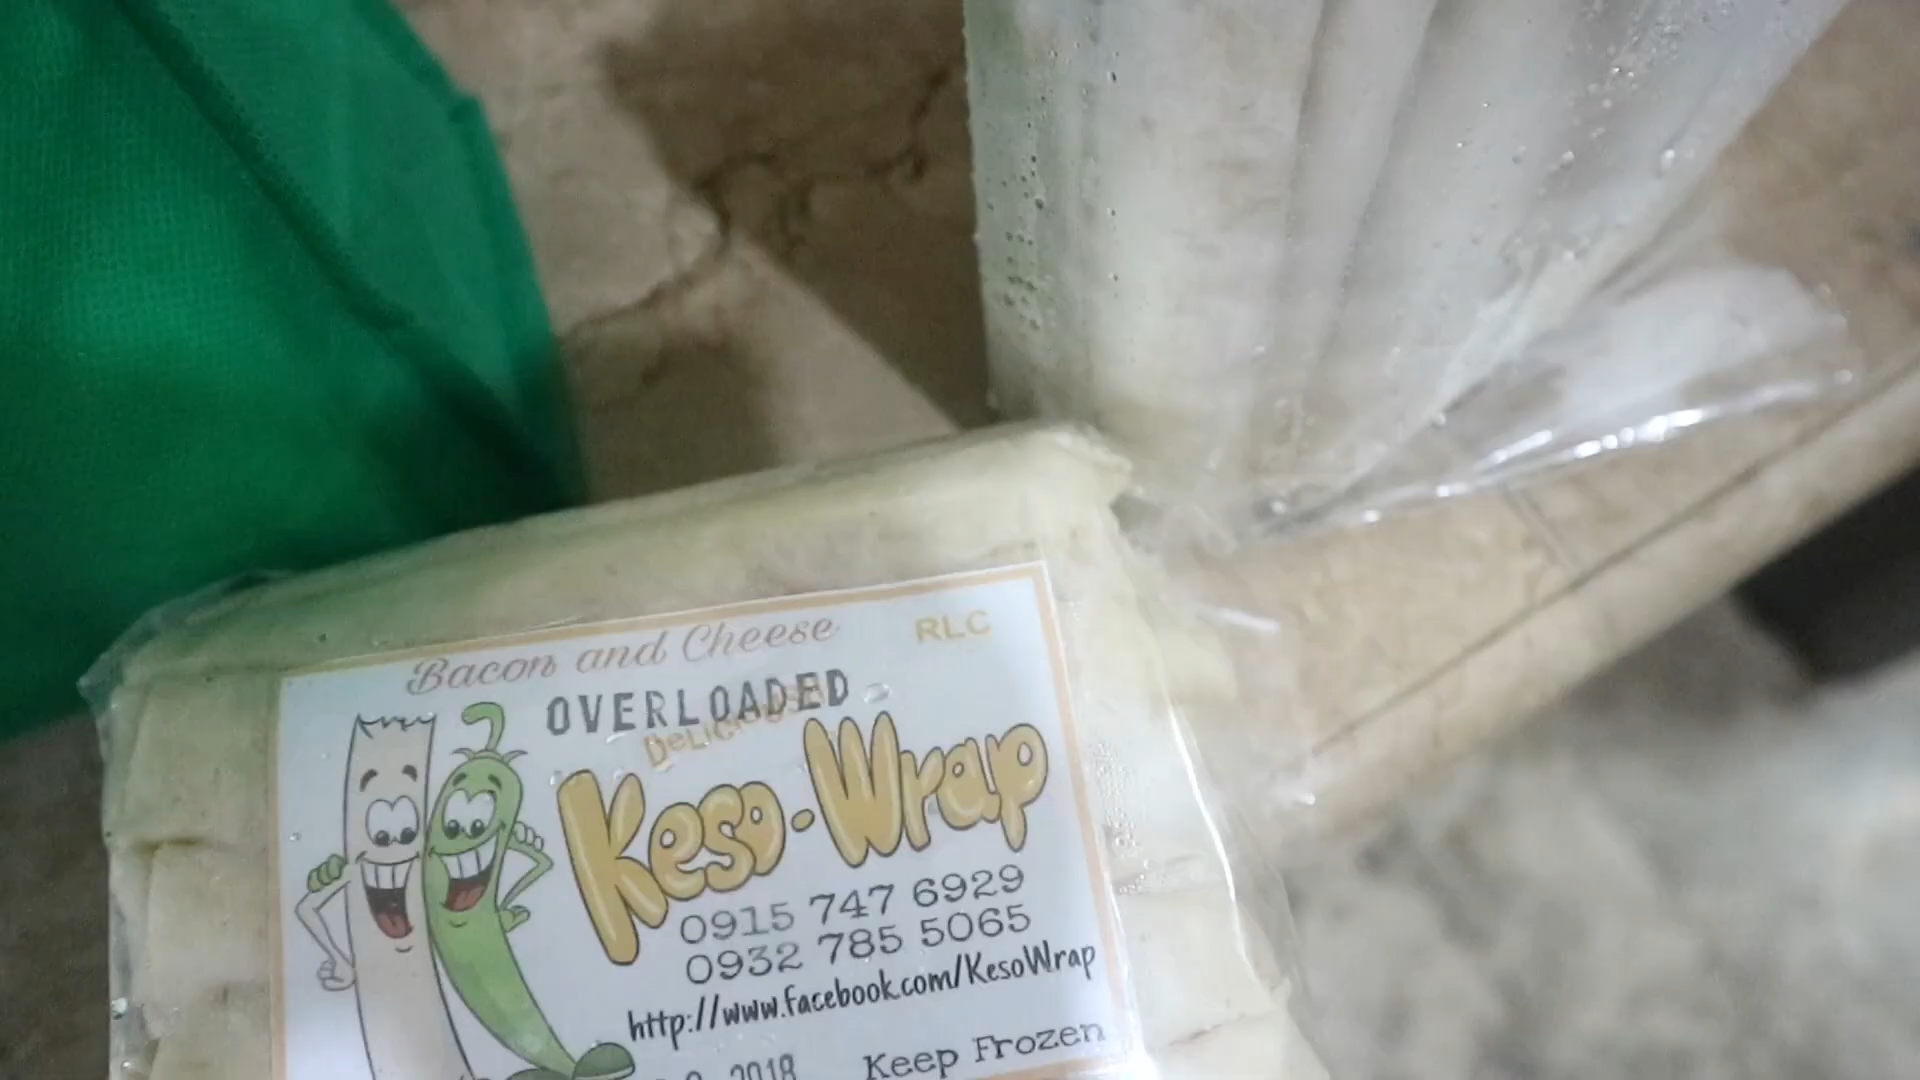 Bacon and Cheese
RLC
OVERLOADED
DeLICIOUS
Keso-Wrap
0915 747 6929
0932 785 5065
http://www.facebook.com/KesoWrap
2018
Keep Frozen